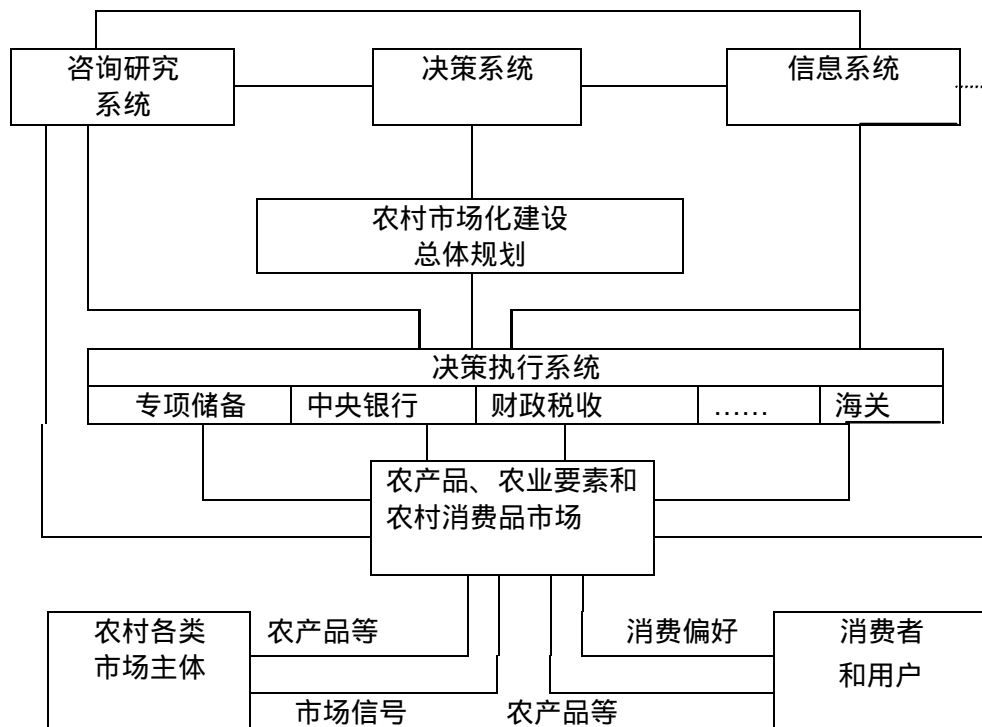 咨询研究
系统
决策系统
信息系统
农村市场化建设
总体规划
决策执行系统
专项储备
中央银行
财政税收
……
海关
农产品、农业要素和
农村消费品市场
农村各类
市场主体
农产品等
消费偏好
消费者
和用户
市场信号
农产品等